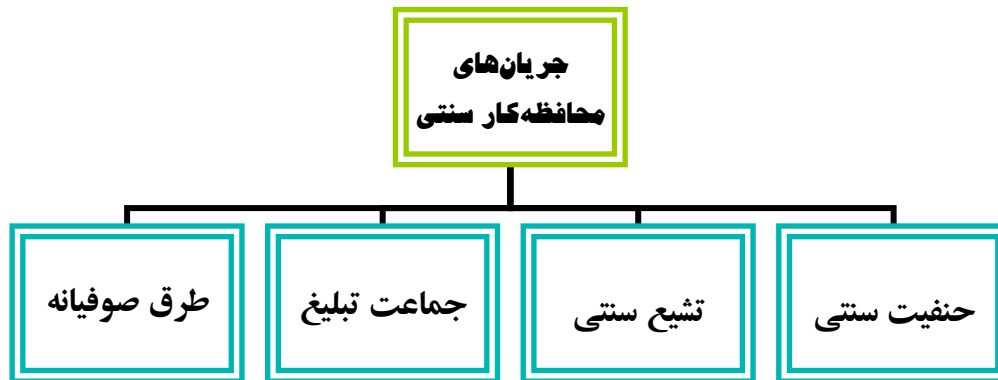 جریان‌های
محافظه‌کار سنتی
حنفیت سنتی
تشیع سنتی
جماعت تبلیغ
طرق صوفیانه